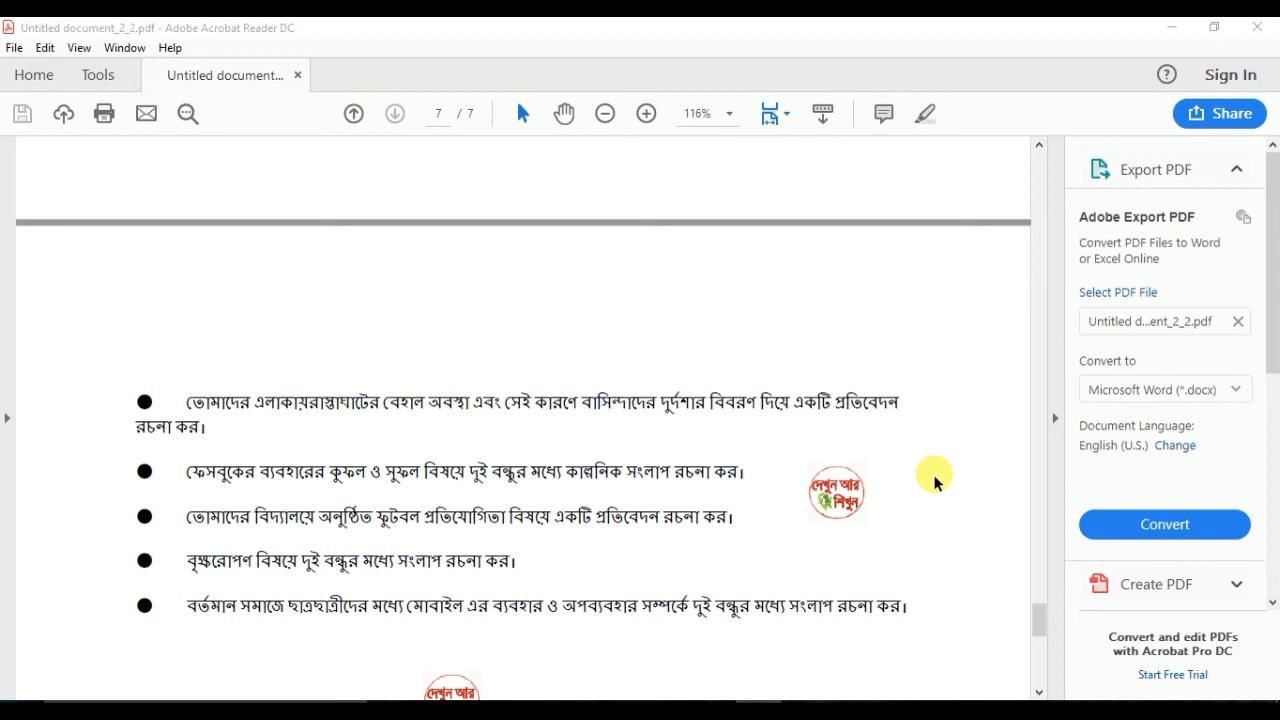 Untitled document_2_2.pdf - Adobe Acrobat Reader DC
File Edit View Window Help
Home Tools Untitled document... × Sign In
7 / 7 116% Share
Export PDF
Adobe Export PDF
Convert PDF Files to Word
or Excel Online
Select PDF File
Untitled d...ent_2_2.pdf
Convert to
Microsoft Word (*.docx)
Document Language:
English (U.S.) Change
Convert
Create PDF
Convert and edit PDFs
with Acrobat Pro DC
Start Free Trial
● তোমাদের এলাকায়রাস্তাঘাটের বেহাল অবস্থা এবং সেই কারণে বাসিন্দাদের দুর্দশার বিবরণ দিয়ে একটি প্রতিবেদন
রচনা কর।
● ফেসবুকের ব্যবহারের কুফল ও সুফল বিষয়ে দুই বন্ধুর মধ্যে কাল্পনিক সংলাপ রচনা কর।
দেখুন আর
শিখুন
● তোমাদের বিদ্যালয়ে অনুষ্ঠিত ফুটবল প্রতিযোগিতা বিষয়ে একটি প্রতিবেদন রচনা কর।
● বৃক্ষরোপণ বিষয়ে দুই বন্ধুর মধ্যে সংলাপ রচনা কর।
● বর্তমান সমাজে ছাত্রছাত্রীদের মধ্যে মোবাইল এর ব্যবহার ও অপব্যবহার সম্পর্কে দুই বন্ধুর মধ্যে সংলাপ রচনা কর।
দেখুন আর